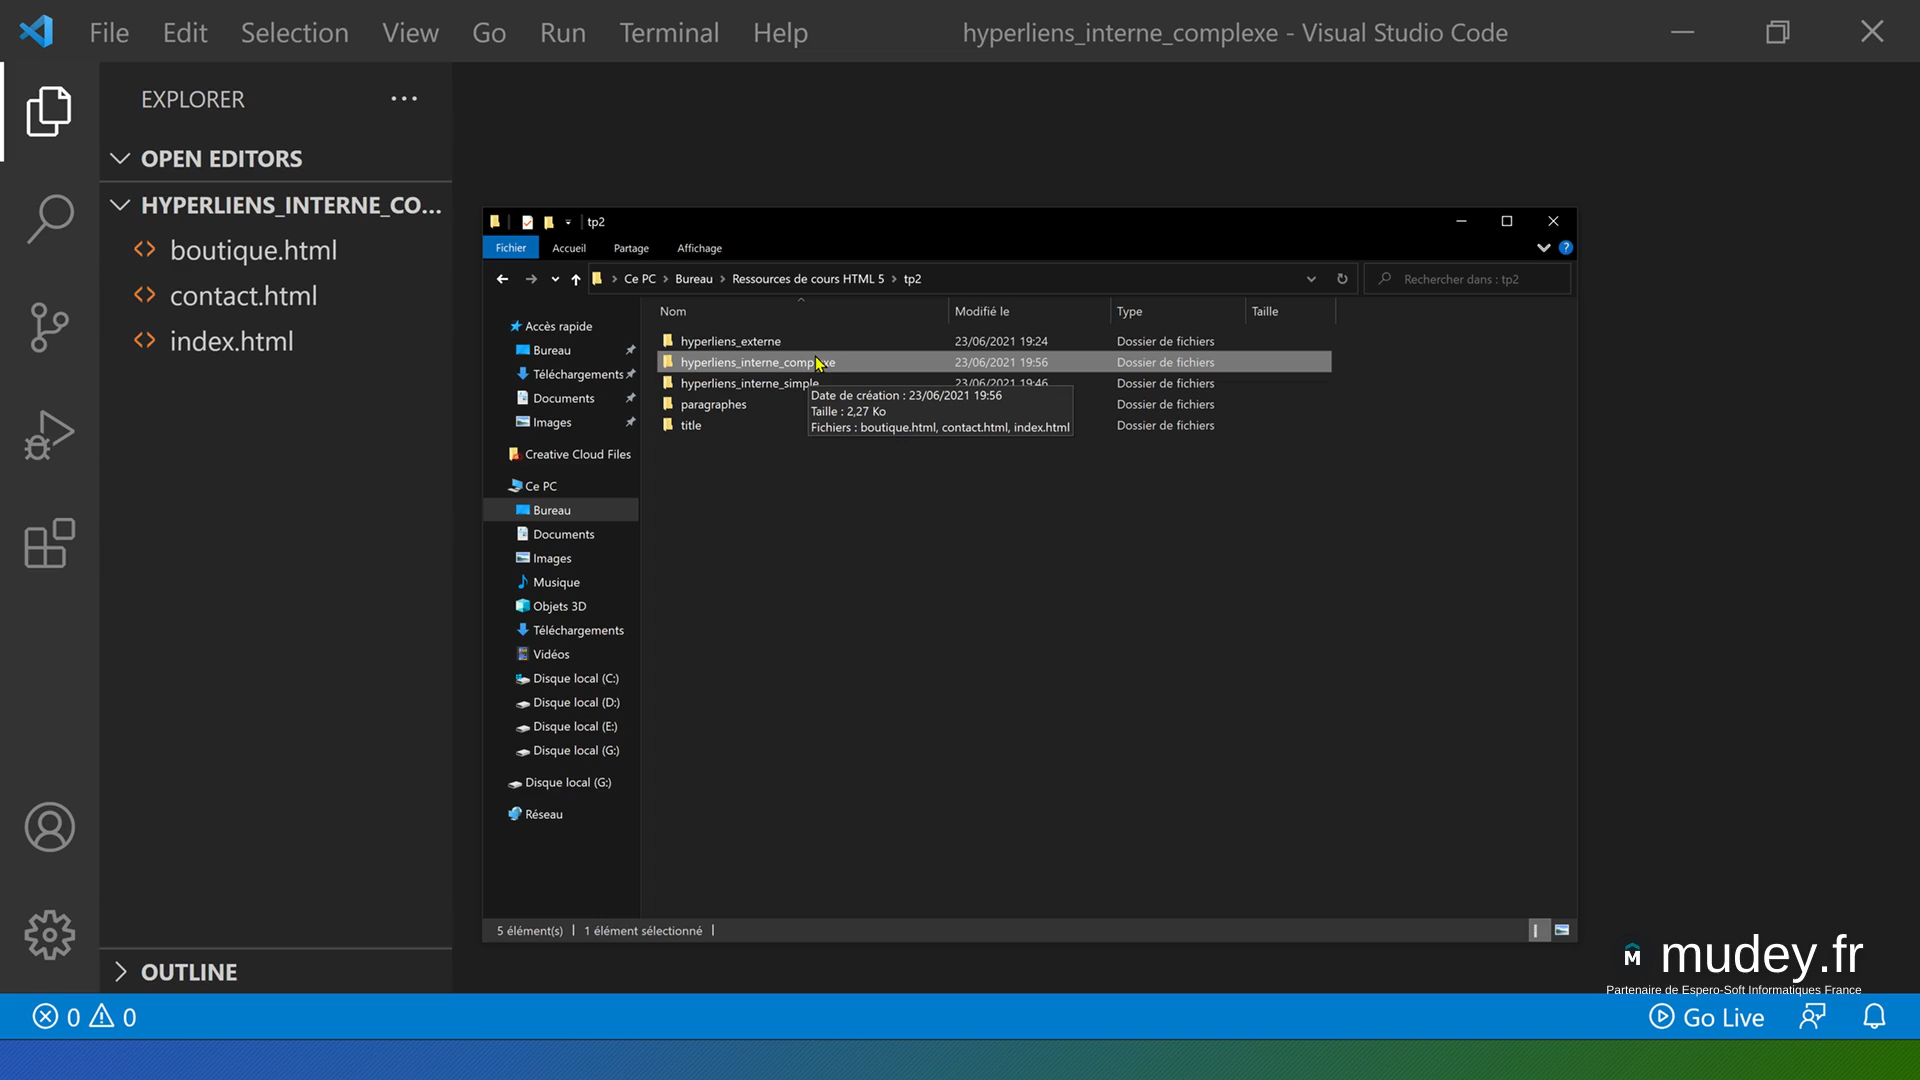 File Edit Selection View Go Run Terminal Help hyperliens_interne_complexe - Visual Studio Code
EXPLORER ...
OPEN EDITORS
HYPERLIENS_INTERNE_CO...
boutique.html
contact.html
index.html
OUTLINE
tp2
Fichier Accueil Partage Affichage
Ce PC > Bureau > Ressources de cours HTML 5 > tp2
Rechercher dans : tp2
Accès rapide
Bureau
Téléchargements
Documents
Images
Creative Cloud Files
Ce PC
Bureau
Documents
Images
Musique
Objets 3D
Téléchargements
Vidéos
Disque local (C:)
Disque local (D:)
Disque local (E:)
Disque local (G:)
Disque local (G:)
Réseau
Nom Modifié le Type Taille
hyperliens_externe 23/06/2021 19:24 Dossier de fichiers
hyperliens_interne_complexe 23/06/2021 19:56 Dossier de fichiers
hyperliens_interne_simple 23/06/2021 19:46 Dossier de fichiers
paragraphes Dossier de fichiers
title Dossier de fichiers
Date de création : 23/06/2021 19:56
Taille : 2,27 Ko
Fichiers : boutique.html, contact.html, index.html
5 élément(s) 1 élément sélectionné
M mudey.fr
Partenaire de Espero-Soft Informatiques France
0 0 Go Live